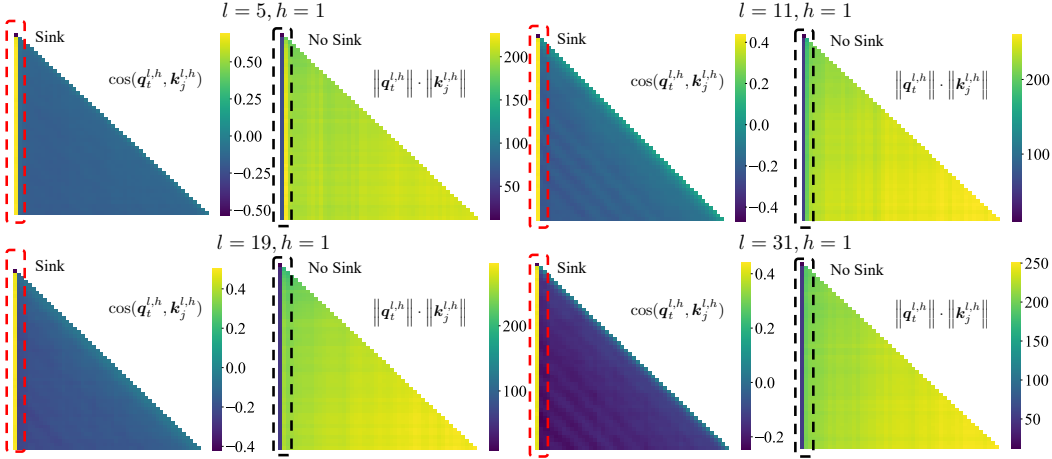 l = 5, h = 1
Sink
cos(q_t^{l,h}, k_j^{l,h})
0.50
0.25
0.00
−0.25
−0.50
No Sink
‖q_t^{l,h}‖ · ‖k_j^{l,h}‖
200
150
100
50
l = 11, h = 1
Sink
cos(q_t^{l,h}, k_j^{l,h})
0.4
0.2
0.0
−0.2
−0.4
No Sink
‖q_t^{l,h}‖ · ‖k_j^{l,h}‖
200
100
l = 19, h = 1
Sink
cos(q_t^{l,h}, k_j^{l,h})
0.4
0.2
0.0
−0.2
−0.4
No Sink
‖q_t^{l,h}‖ · ‖k_j^{l,h}‖
200
100
l = 31, h = 1
Sink
cos(q_t^{l,h}, k_j^{l,h})
0.4
0.2
0.0
−0.2
No Sink
‖q_t^{l,h}‖ · ‖k_j^{l,h}‖
250
200
150
100
50